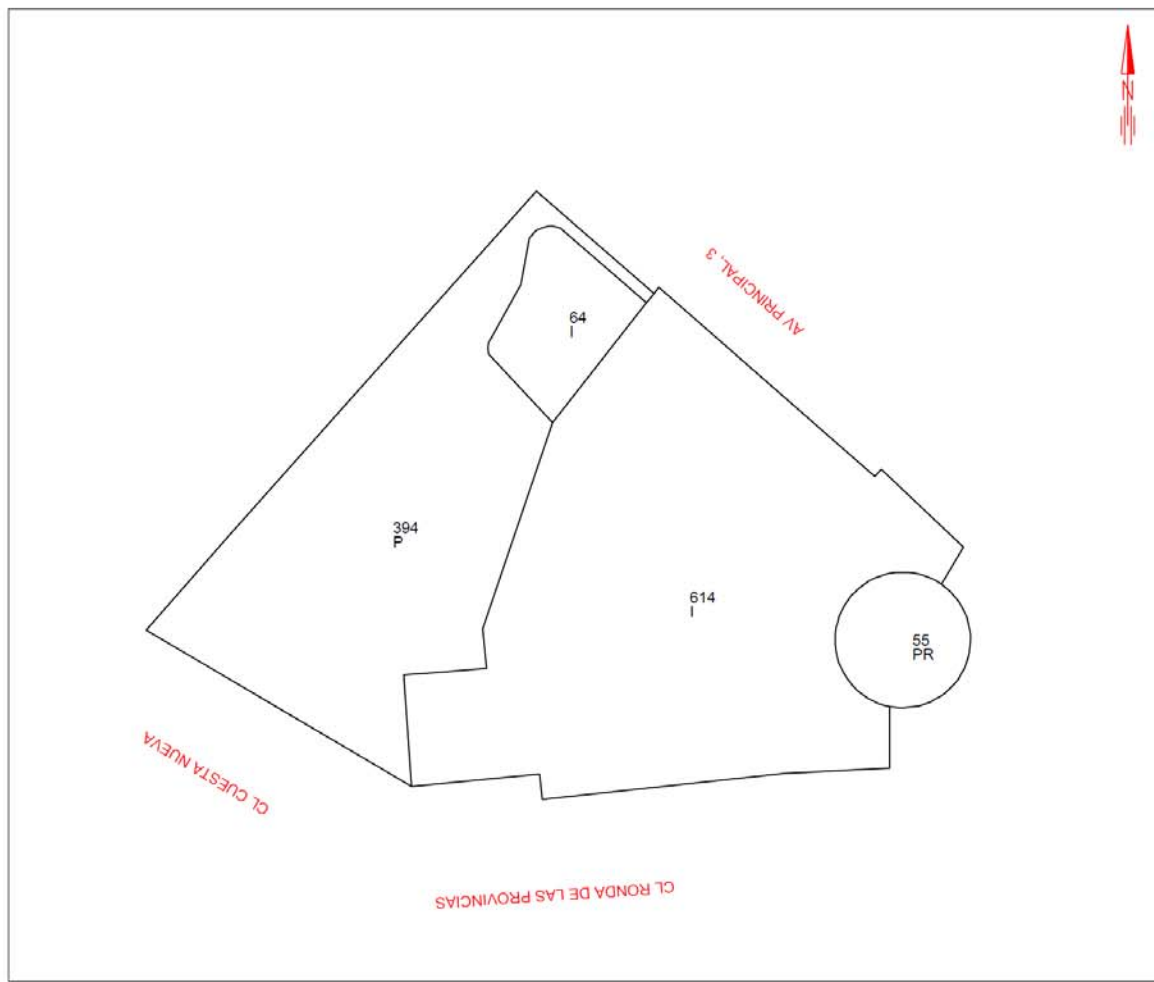 N
AV PRINCIPAL, 3
64
I
394
P
614
I
55
PR
CL CUESTA NUEVA
CL RONDA DE LAS PROVINCIAS